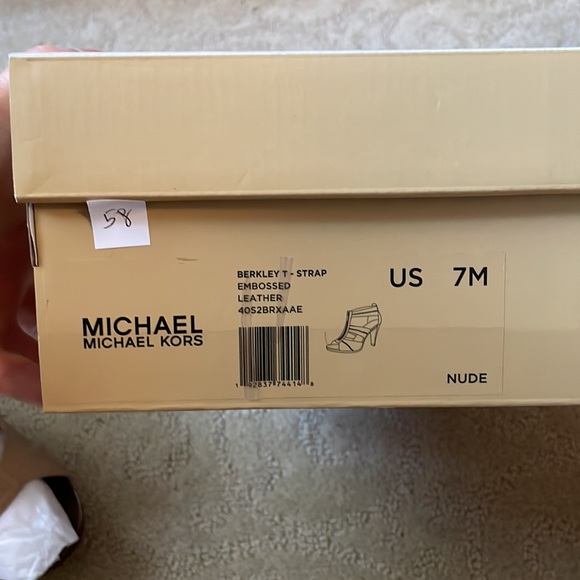 58
BERKLEY T - STRAP
EMBOSSED
LEATHER
40S2BRXAAE
US 7M
MICHAEL
MICHAEL KORS
NUDE